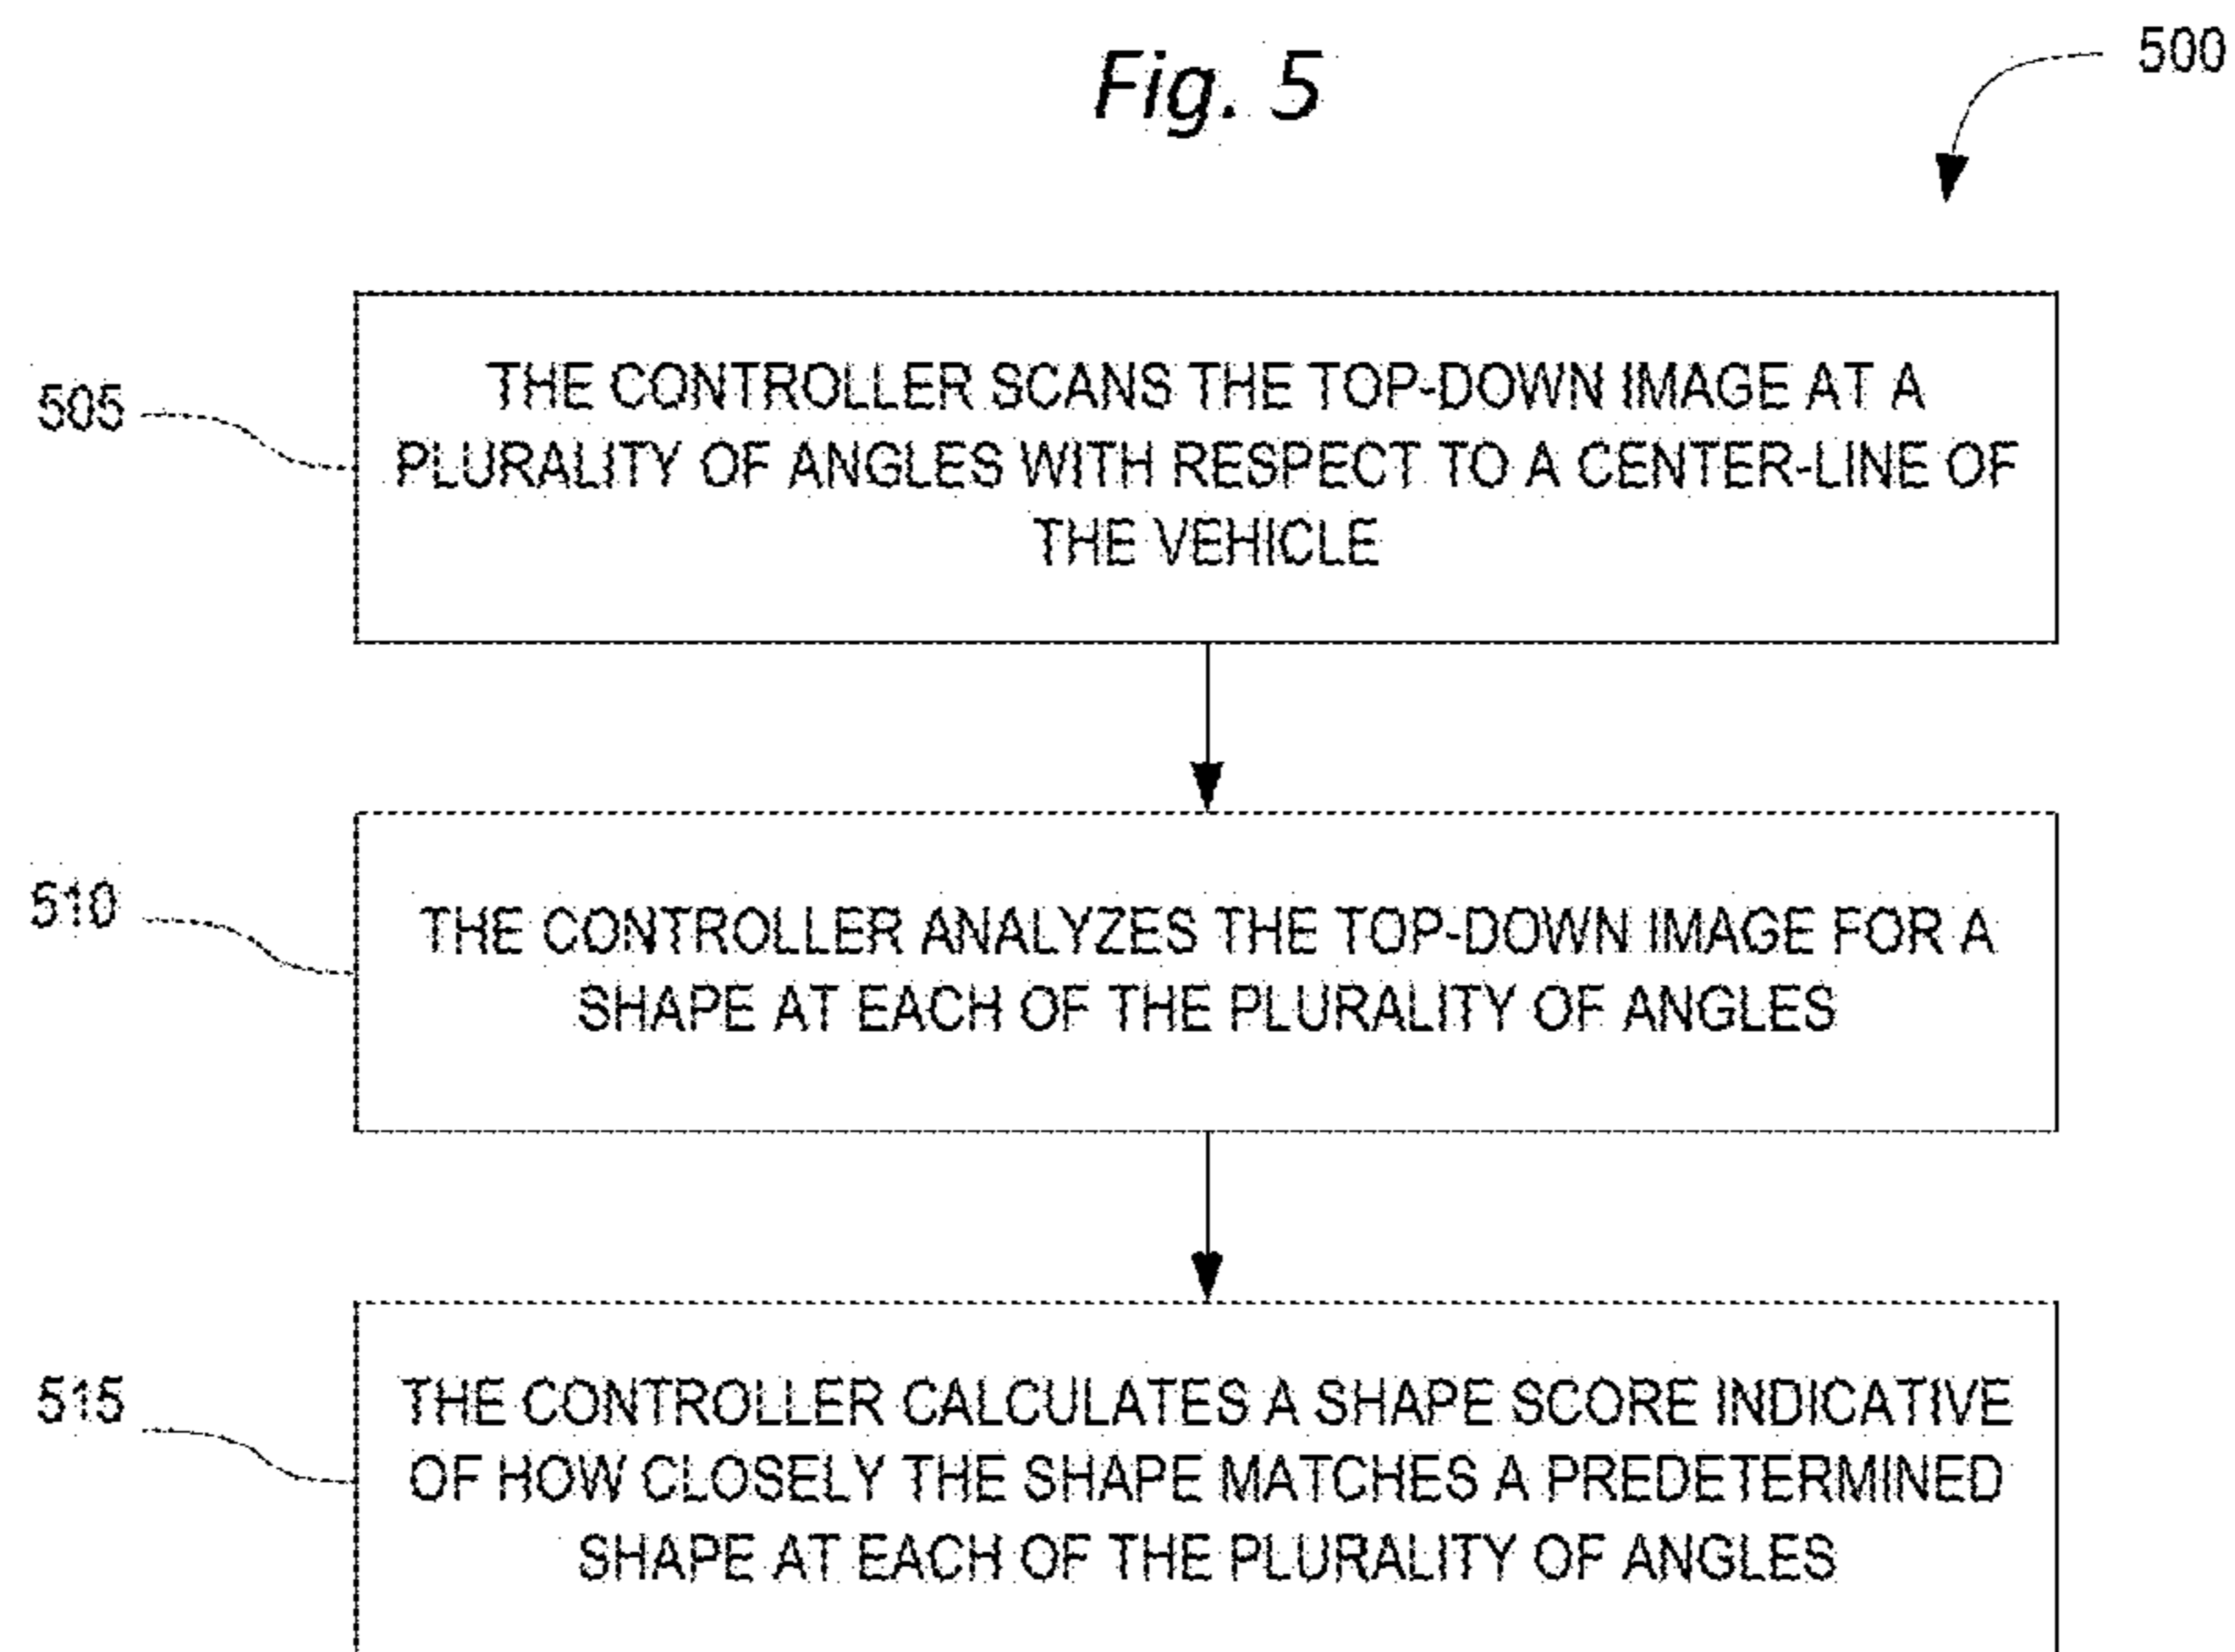 Fig. 5
500
505
THE CONTROLLER SCANS THE TOP-DOWN IMAGE AT A
PLURALITY OF ANGLES WITH RESPECT TO A CENTER-LINE OF
THE VEHICLE
510
THE CONTROLLER ANALYZES THE TOP-DOWN IMAGE FOR A
SHAPE AT EACH OF THE PLURALITY OF ANGLES
515
THE CONTROLLER CALCULATES A SHAPE SCORE INDICATIVE
OF HOW CLOSELY THE SHAPE MATCHES A PREDETERMINED
SHAPE AT EACH OF THE PLURALITY OF ANGLES